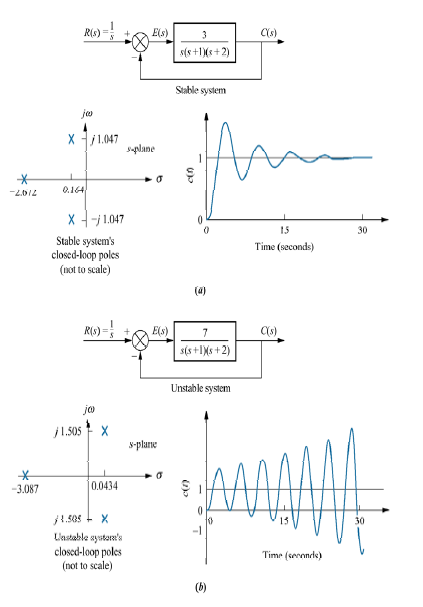 R(s) = 1/s + E(s) 3 C(s)
−
s(s+1)(s+2)
Stable system
jω
j1.047
s-plane
σ
−2.672 0.164
−j1.047
Stable system's
closed-loop poles
(not to scale)
c(t)
1
0
0 15 30
Time (seconds)
(a)
R(s) = 1/s + E(s) 7 C(s)
−
s(s+1)(s+2)
Unstable system
jω
j1.505
s-plane
σ
−3.087 0.0434
Unstable system's
closed-loop poles
(not to scale)
c(t)
1
0
−1
0 15 30
Time (seconds)
(b)